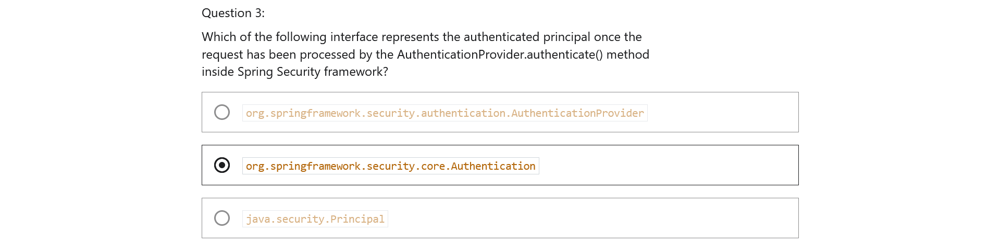 Question 3:
Which of the following interface represents the authenticated principal once the
request has been processed by the AuthenticationProvider.authenticate() method
inside Spring Security framework?
org.springframework.security.authentication.AuthenticationProvider
org.springframework.security.core.Authentication
java.security.Principal